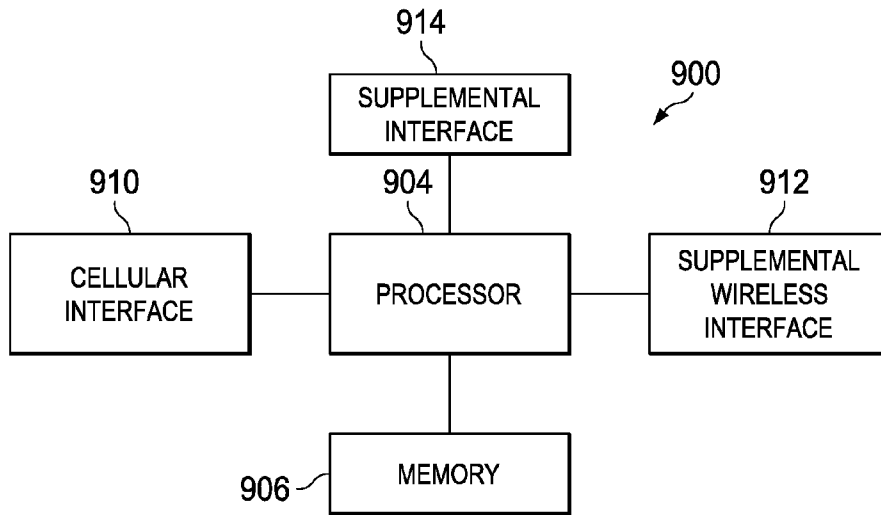 914
SUPPLEMENTAL
INTERFACE
900
910
CELLULAR
INTERFACE
904
PROCESSOR
912
SUPPLEMENTAL
WIRELESS
INTERFACE
906
MEMORY